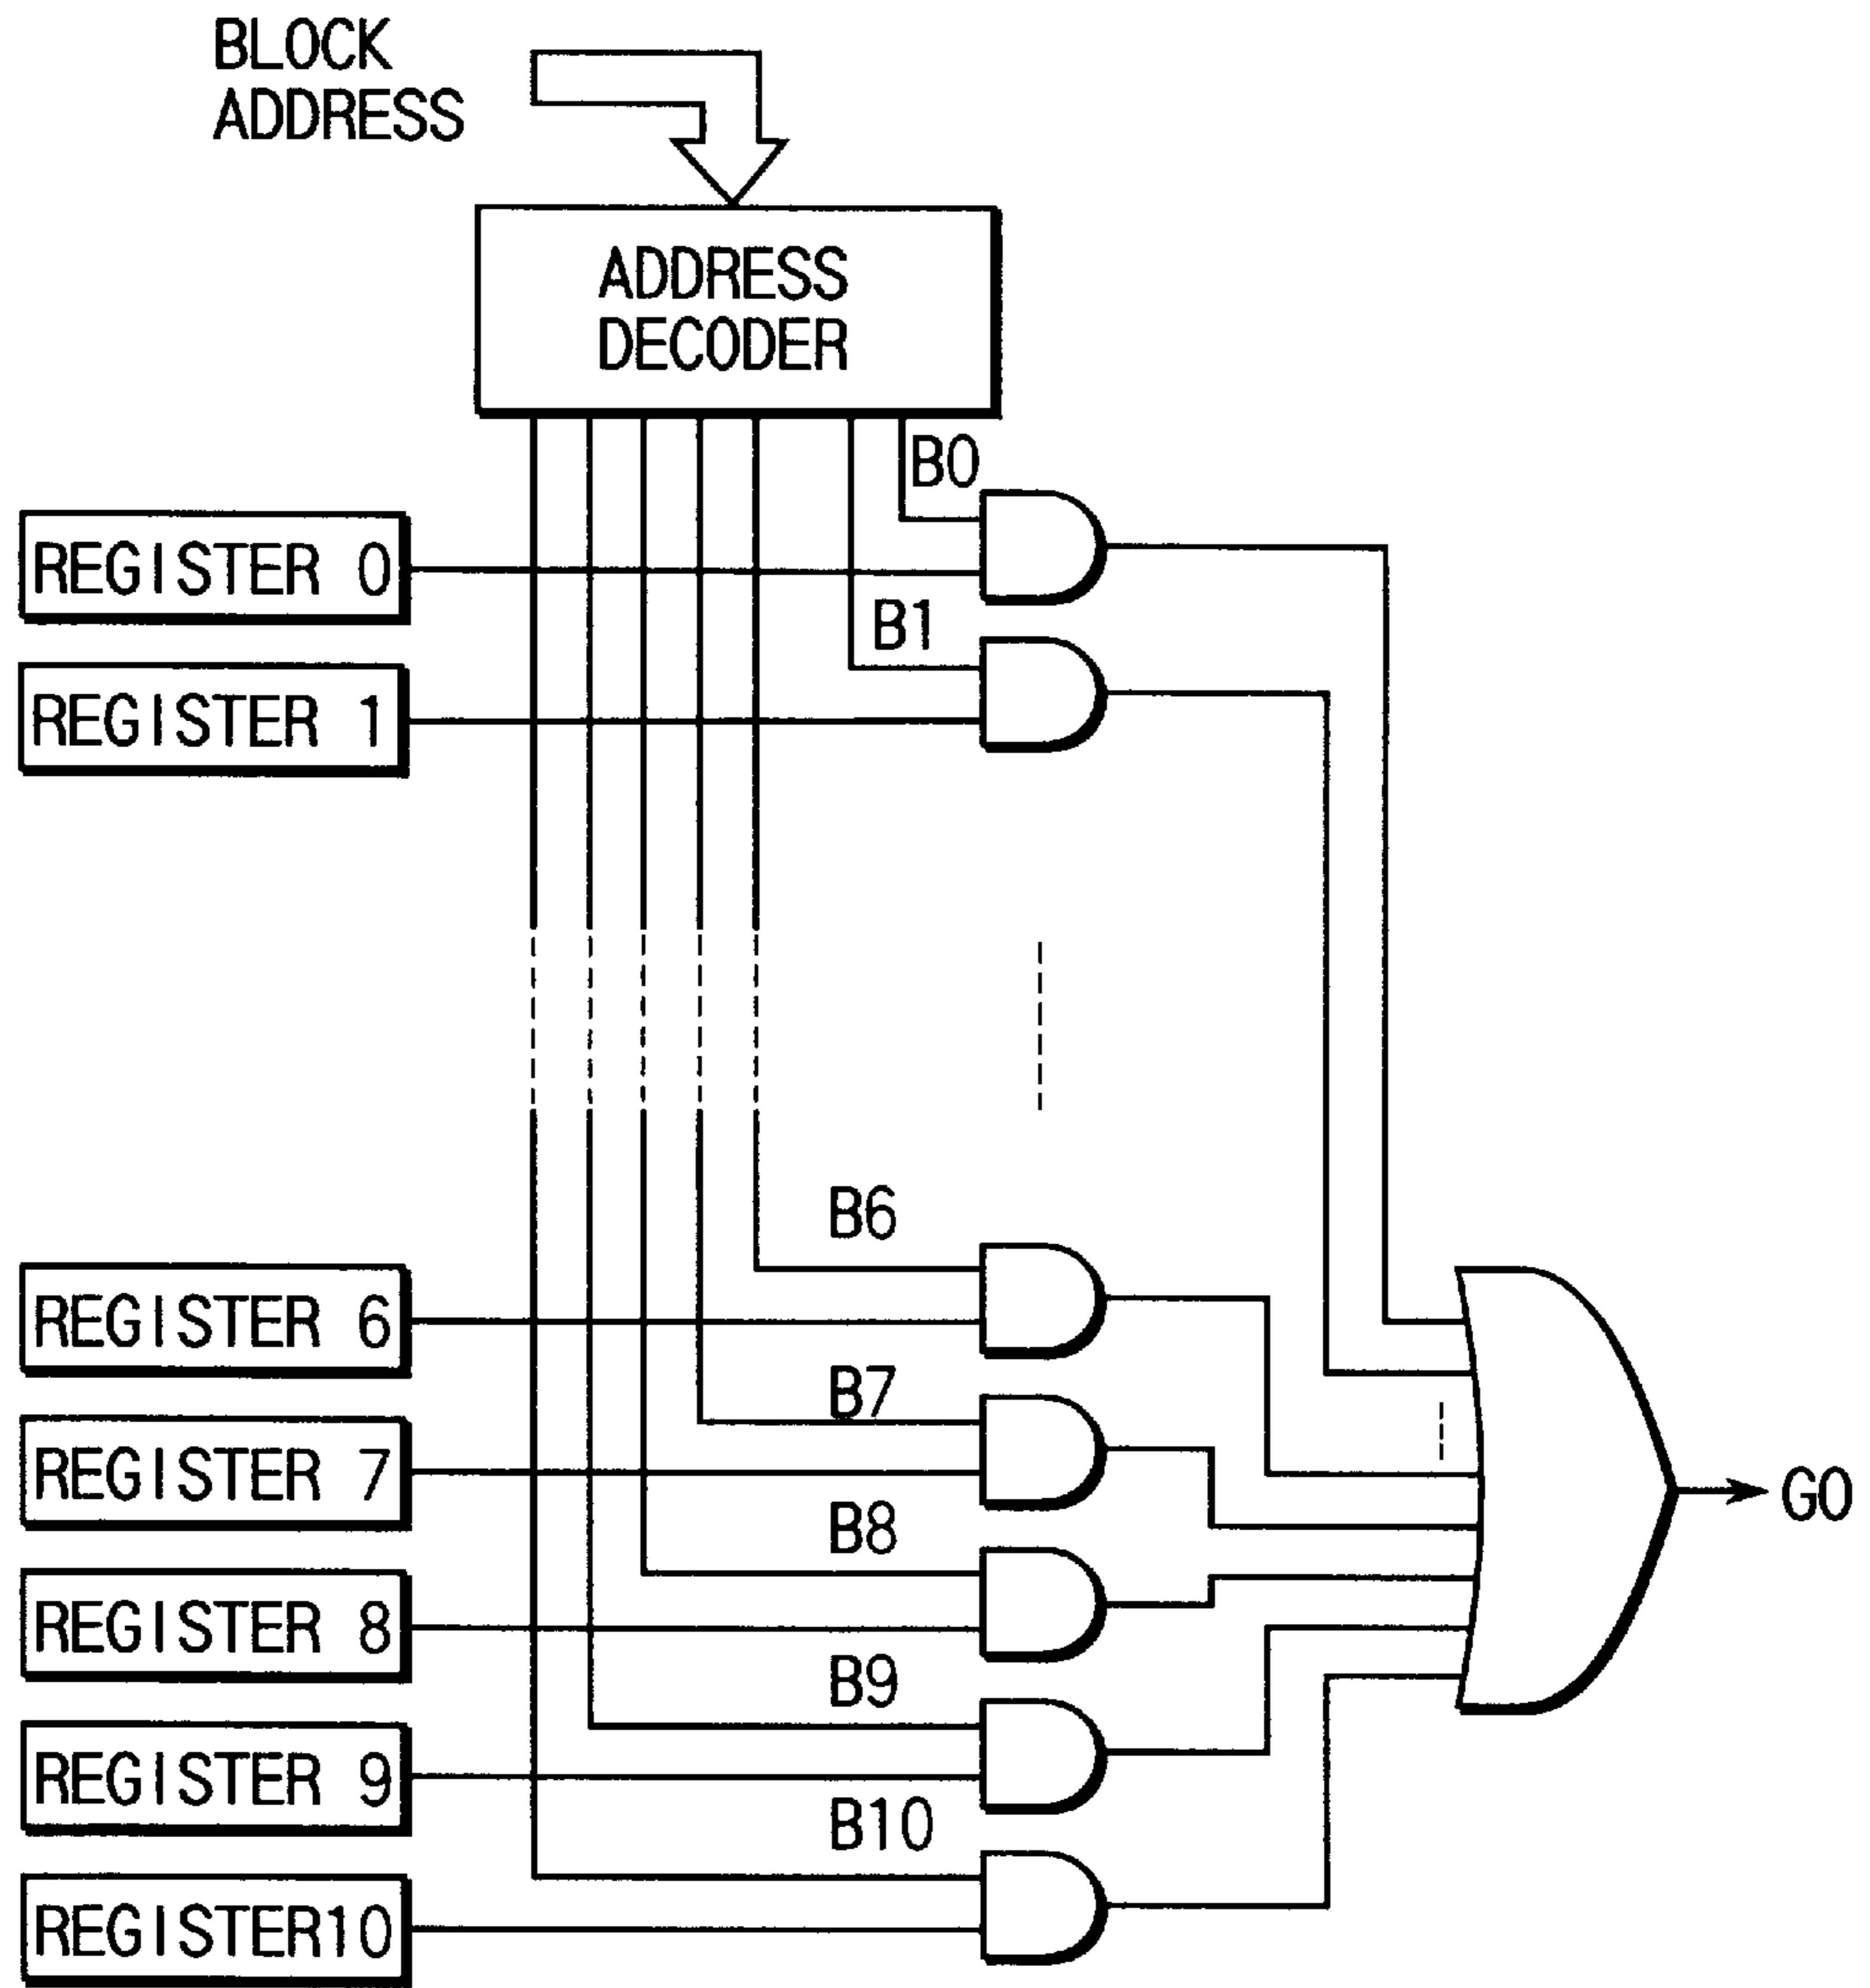 BLOCK
ADDRESS
ADDRESS
DECODER
B0
REGISTER 0
B1
REGISTER 1
B6
REGISTER 6
B7
REGISTER 7
B8
REGISTER 8
B9
REGISTER 9
B10
REGISTER10
GO